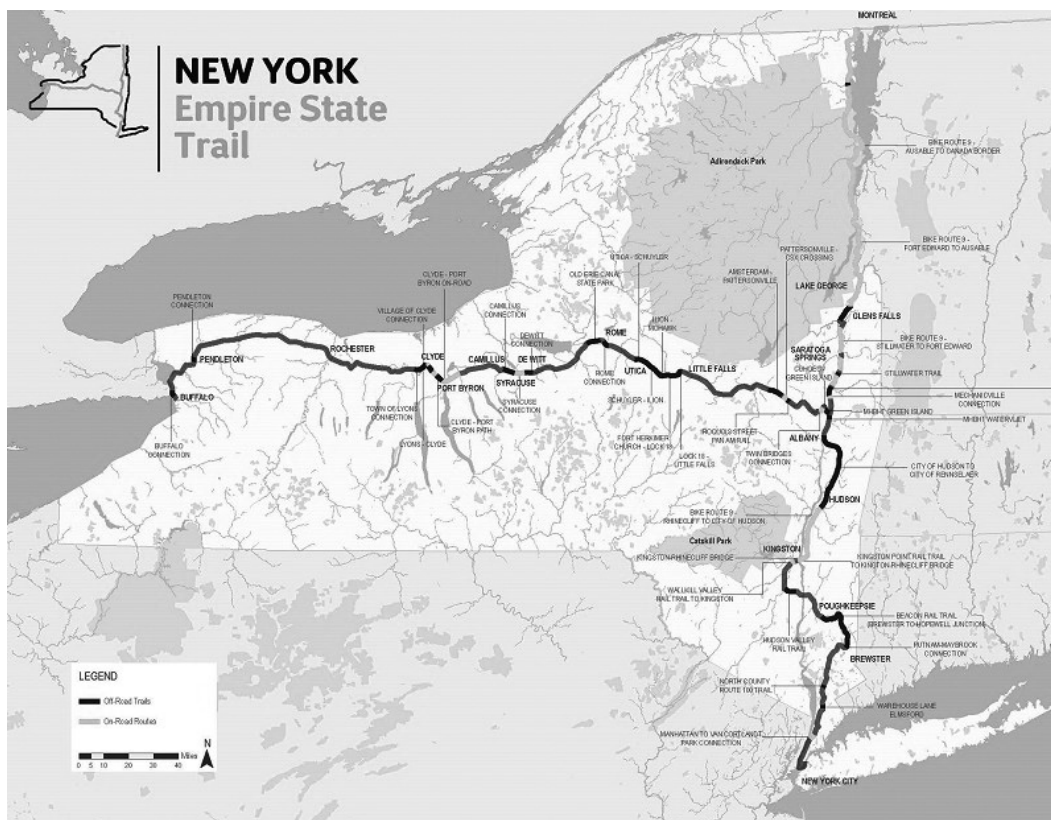 MONTREAL
NEW YORK
Empire State
Trail
Adirondack Park
BIKE ROUTE 9 -
AUSABLE TO CANADA BORDER
BIKE ROUTE 9 -
FORT EDWARD TO AUSABLE
PATTERSONVILLE -
CSX CROSSING
UTICA - SCHUYLER
OLD ERIE CANAL
STATE PARK
AMSTERDAM -
PATTERSONVILLE
CLYDE - PORT
BYRON ON-ROAD
LAKE GEORGE
PENDLETON
CONNECTION
CAMILLUS
CONNECTION
VILLAGE OF CLYDE
CONNECTION
ILION -
MOHAWK
GLENS FALLS
DEWITT
CONNECTION
ROME
BIKE ROUTE 9 -
STILLWATER TO FORT EDWARD
ROCHESTER
SARATOGA
SPRINGS
PENDLETON
CLYDE
CAMILLUS
DE WITT
UTICA
LITTLE FALLS
COHOES -
GREEN ISLAND
STILLWATER TRAIL
ROME
CONNECTION
PORT BYRON
SYRACUSE
BUFFALO
SCHUYLER - ILION
MECHANICVILLE
CONNECTION
MHBHT GREEN ISLAND
MHBHT WATERVLIET
TOWN OF LYONS
CONNECTION
SYRACUSE
CONNECTION
CLYDE - PORT
BYRON PATH
IROQUOIS STREET -
PAN AM RAIL
ALBANY
BUFFALO
CONNECTION
LYONS - CLYDE
FORT HERKIMER
CHURCH - LOCK 18
LOCK 18 -
LITTLE FALLS
TWIN BRIDGES
CONNECTION
CITY OF HUDSON TO
CITY OF RENNSELAER
HUDSON
BIKE ROUTE 9 -
RHINECLIFF TO CITY OF HUDSON
Catskill Park
KINGSTON
KINGSTON-RHINECLIFF BRIDGE
KINGSTON POINT RAIL TRAIL
TO KINGTON-RHINECLIFF BRIDGE
WALLKILL VALLEY
RAIL TRAIL TO KINGSTON
POUGHKEEPSIE
BEACON RAIL TRAIL
(BREWSTER TO HOPEWELL JUNCTION)
HUDSON VALLEY
RAIL TRAIL
PUTNAM-MAYBROOK
CONNECTION
BREWSTER
NORTH COUNTY
ROUTE 100 TRAIL
WAREHOUSE LANE
ELMSFORD
MANHATTAN TO VAN CORTLANDT
PARK CONNECTION
NEW YORK CITY
LEGEND
Off-Road Trails
On-Road Routes
Miles
0 5 10 20 30 40
N